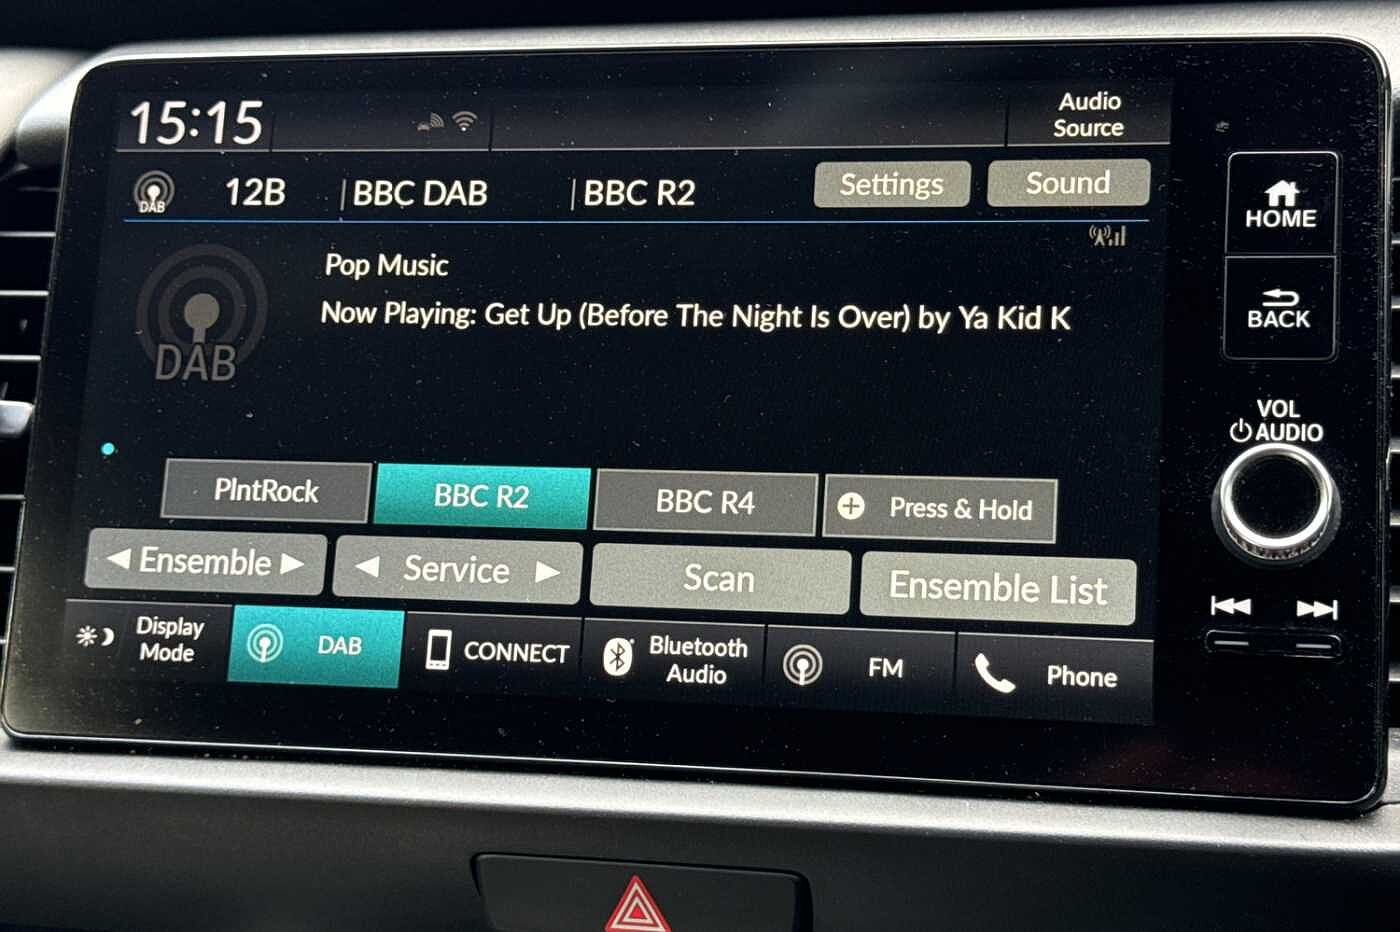 15:15
Audio
Source
DAB
12B
BBC DAB
BBC R2
Settings
Sound
Pop Music
Now Playing: Get Up (Before The Night Is Over) by Ya Kid K
DAB
PlntRock
BBC R2
BBC R4
Press & Hold
Ensemble
Service
Scan
Ensemble List
Display
Mode
DAB
CONNECT
Bluetooth
Audio
FM
Phone
HOME
BACK
VOL
AUDIO